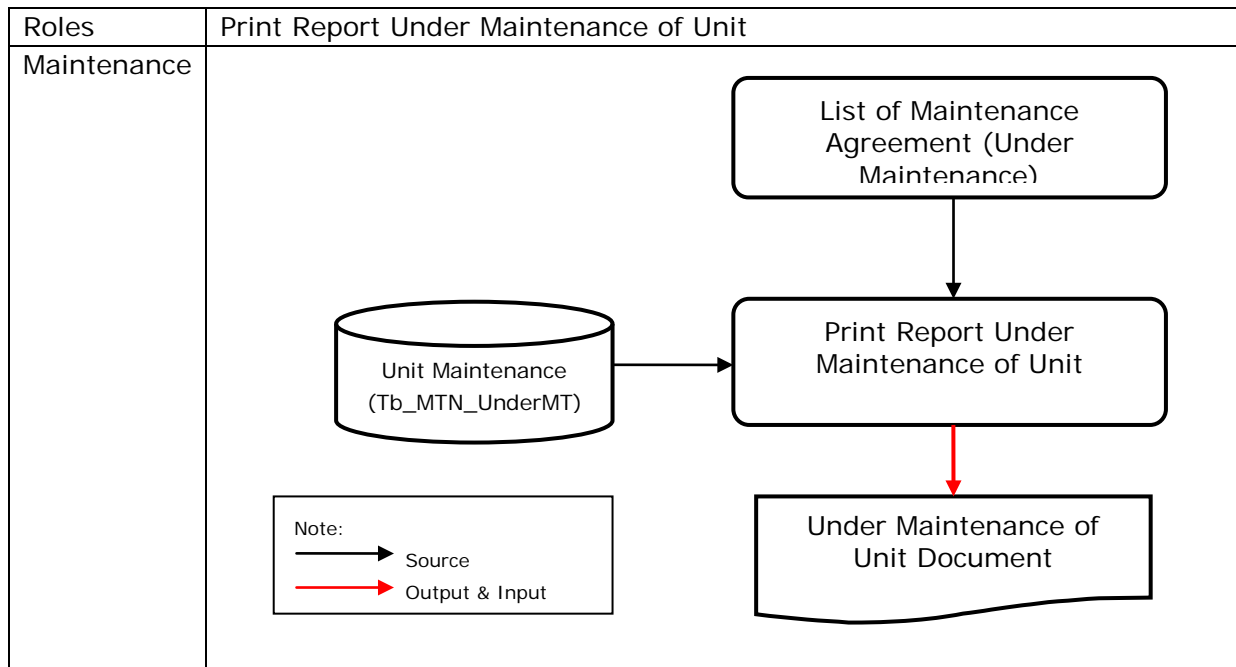 Roles
Print Report Under Maintenance of Unit
Maintenance
List of Maintenance
Agreement (Under
Maintenance)
Unit Maintenance
(Tb_MTN_UnderMT)
Print Report Under
Maintenance of Unit
Note:
Source
Output & Input
Under Maintenance of
Unit Document